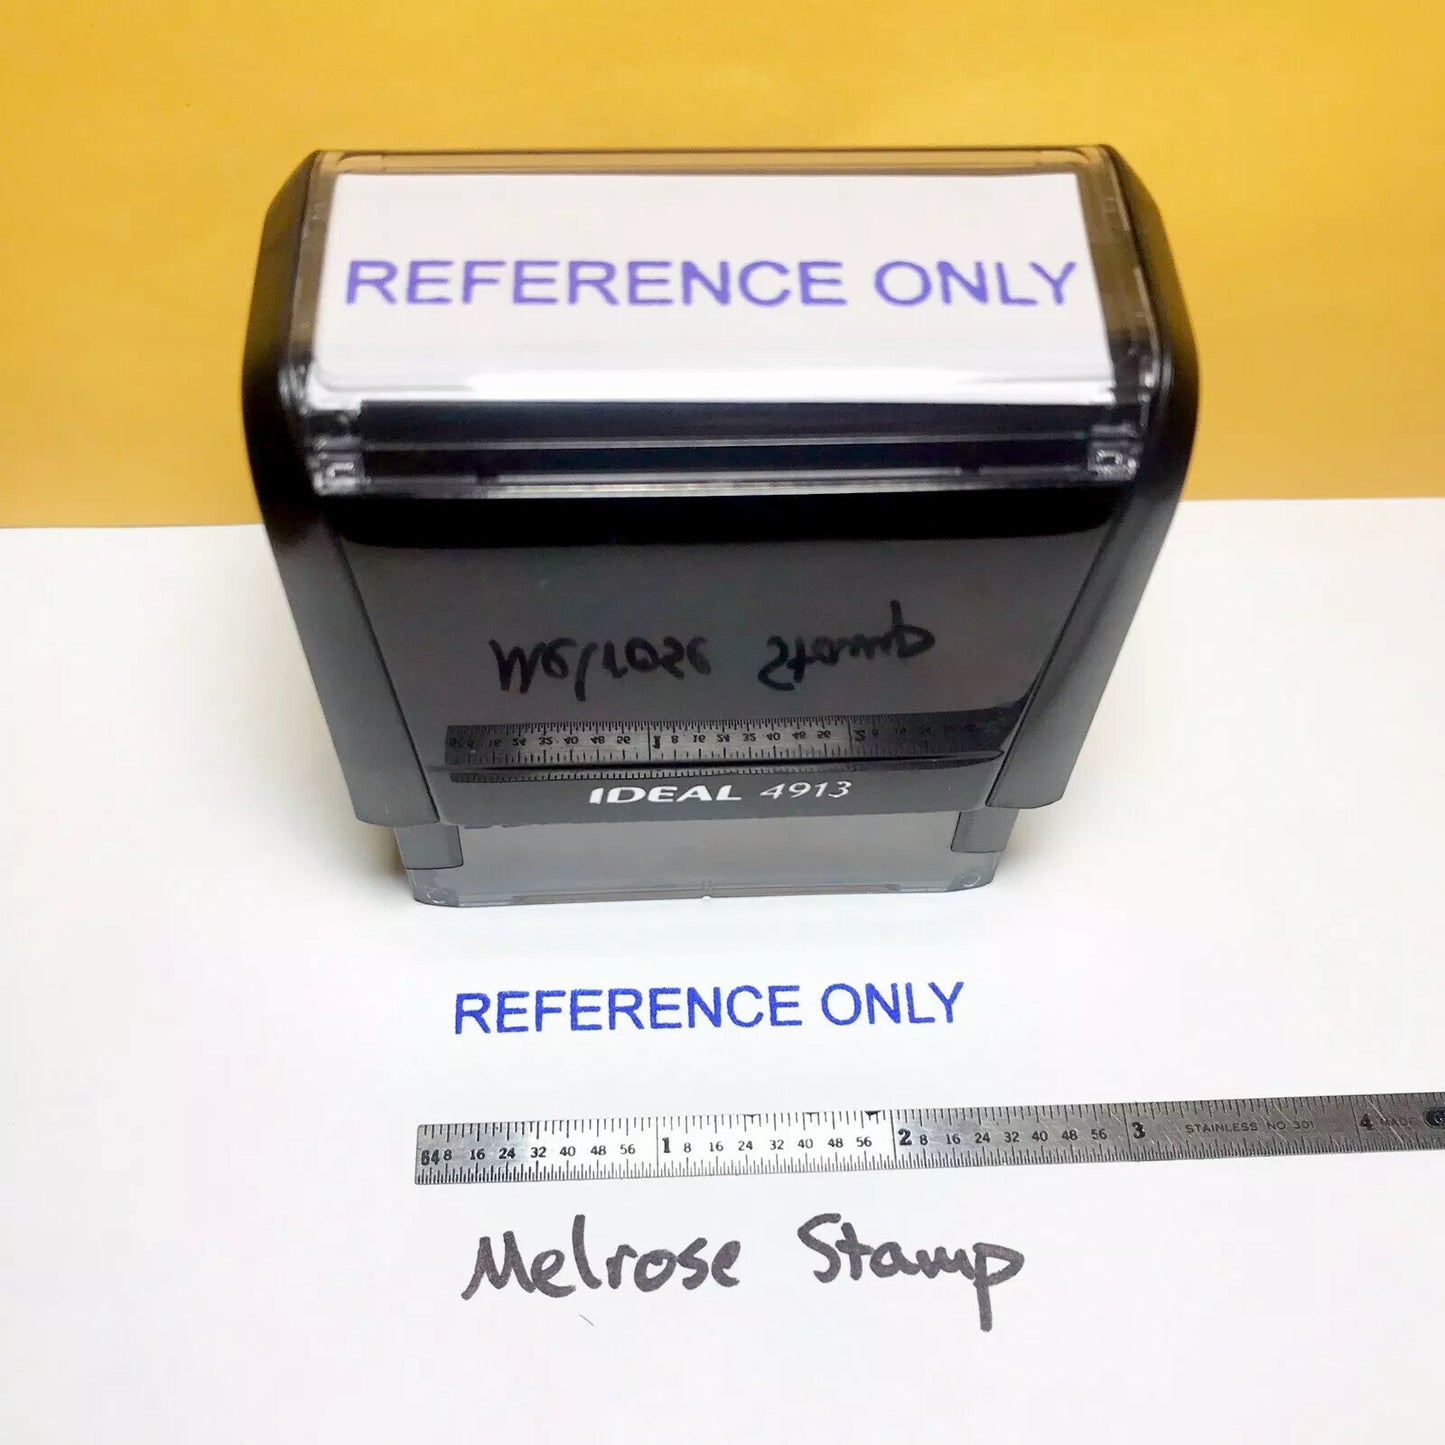 REFERENCE ONLY
Melrose Stamp
IDEAL 4913
REFERENCE ONLY
64 8 16 24 32 40 48 56 1 8 16 24 32 40 48 56 2 8 16 24 32 40 48 56 3 STAINLESS NO 301 4 MADE
Melrose Stamp